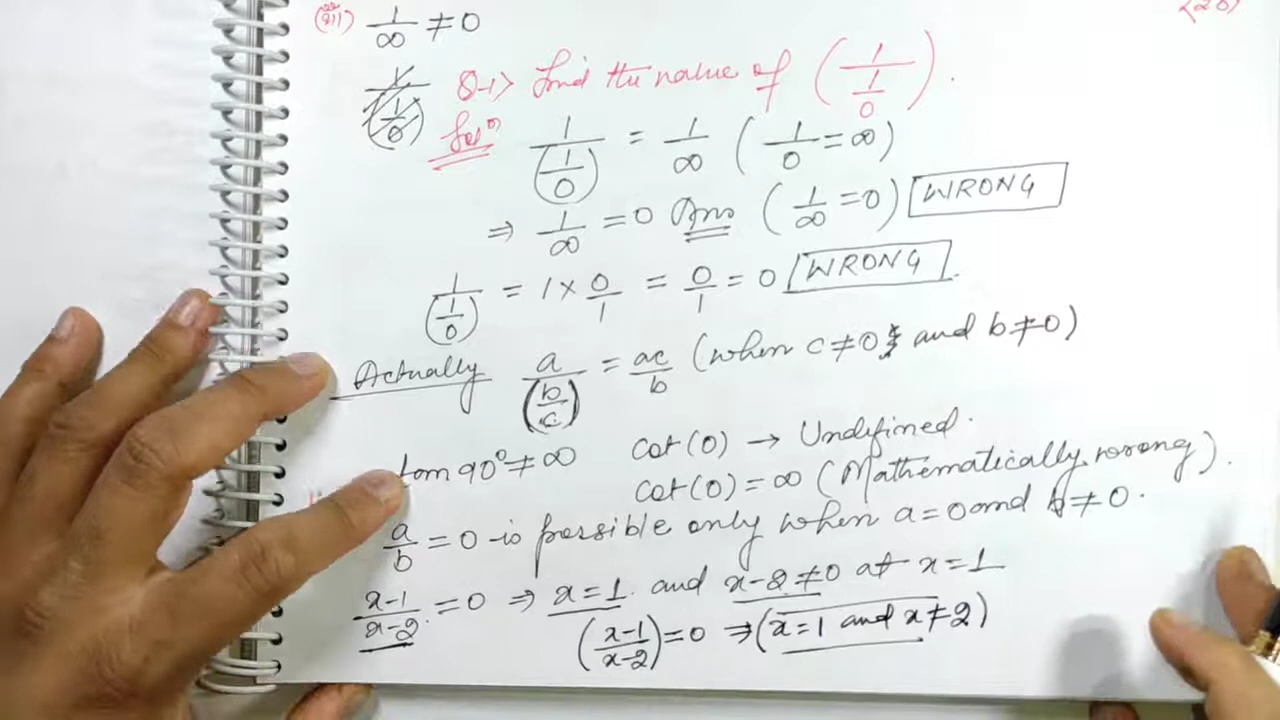 (iii) 1/∞ ≠ 0 (20)
Q-1> Find the value of (1/(1/0)).
Solⁿ 1/(1/0) = 1/∞ (1/0 = ∞)
⇒ 1/∞ = 0 Ans (1/∞ = 0) WRONG
1/(1/0) = 1 × 0/1 = 0/1 = 0 WRONG
Actually a/(b/c) = ac/b (when c ≠ 0 and b ≠ 0)
tan 90° ≠ ∞ cot(0) → Undefined.
cot(0) = ∞ (Mathematically wrong).
a/b = 0 is possible only when a = 0 and b ≠ 0.
x-1/x-2 = 0 ⇒ x = 1 and x-2 ≠ 0 at x = 1
(x-1/x-2) = 0 ⇒ (x = 1 and x ≠ 2)